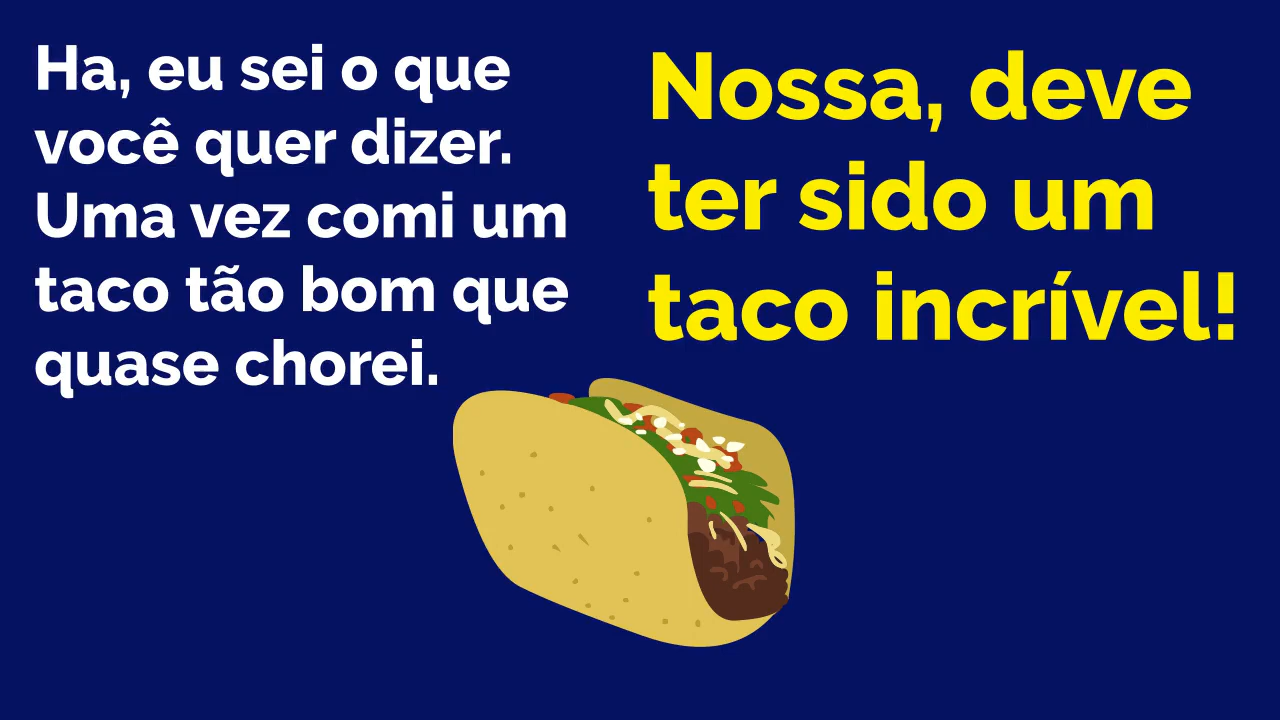 Ha, eu sei o que
você quer dizer.
Uma vez comi um
taco tão bom que
quase chorei.
Nossa, deve
ter sido um
taco incrível!